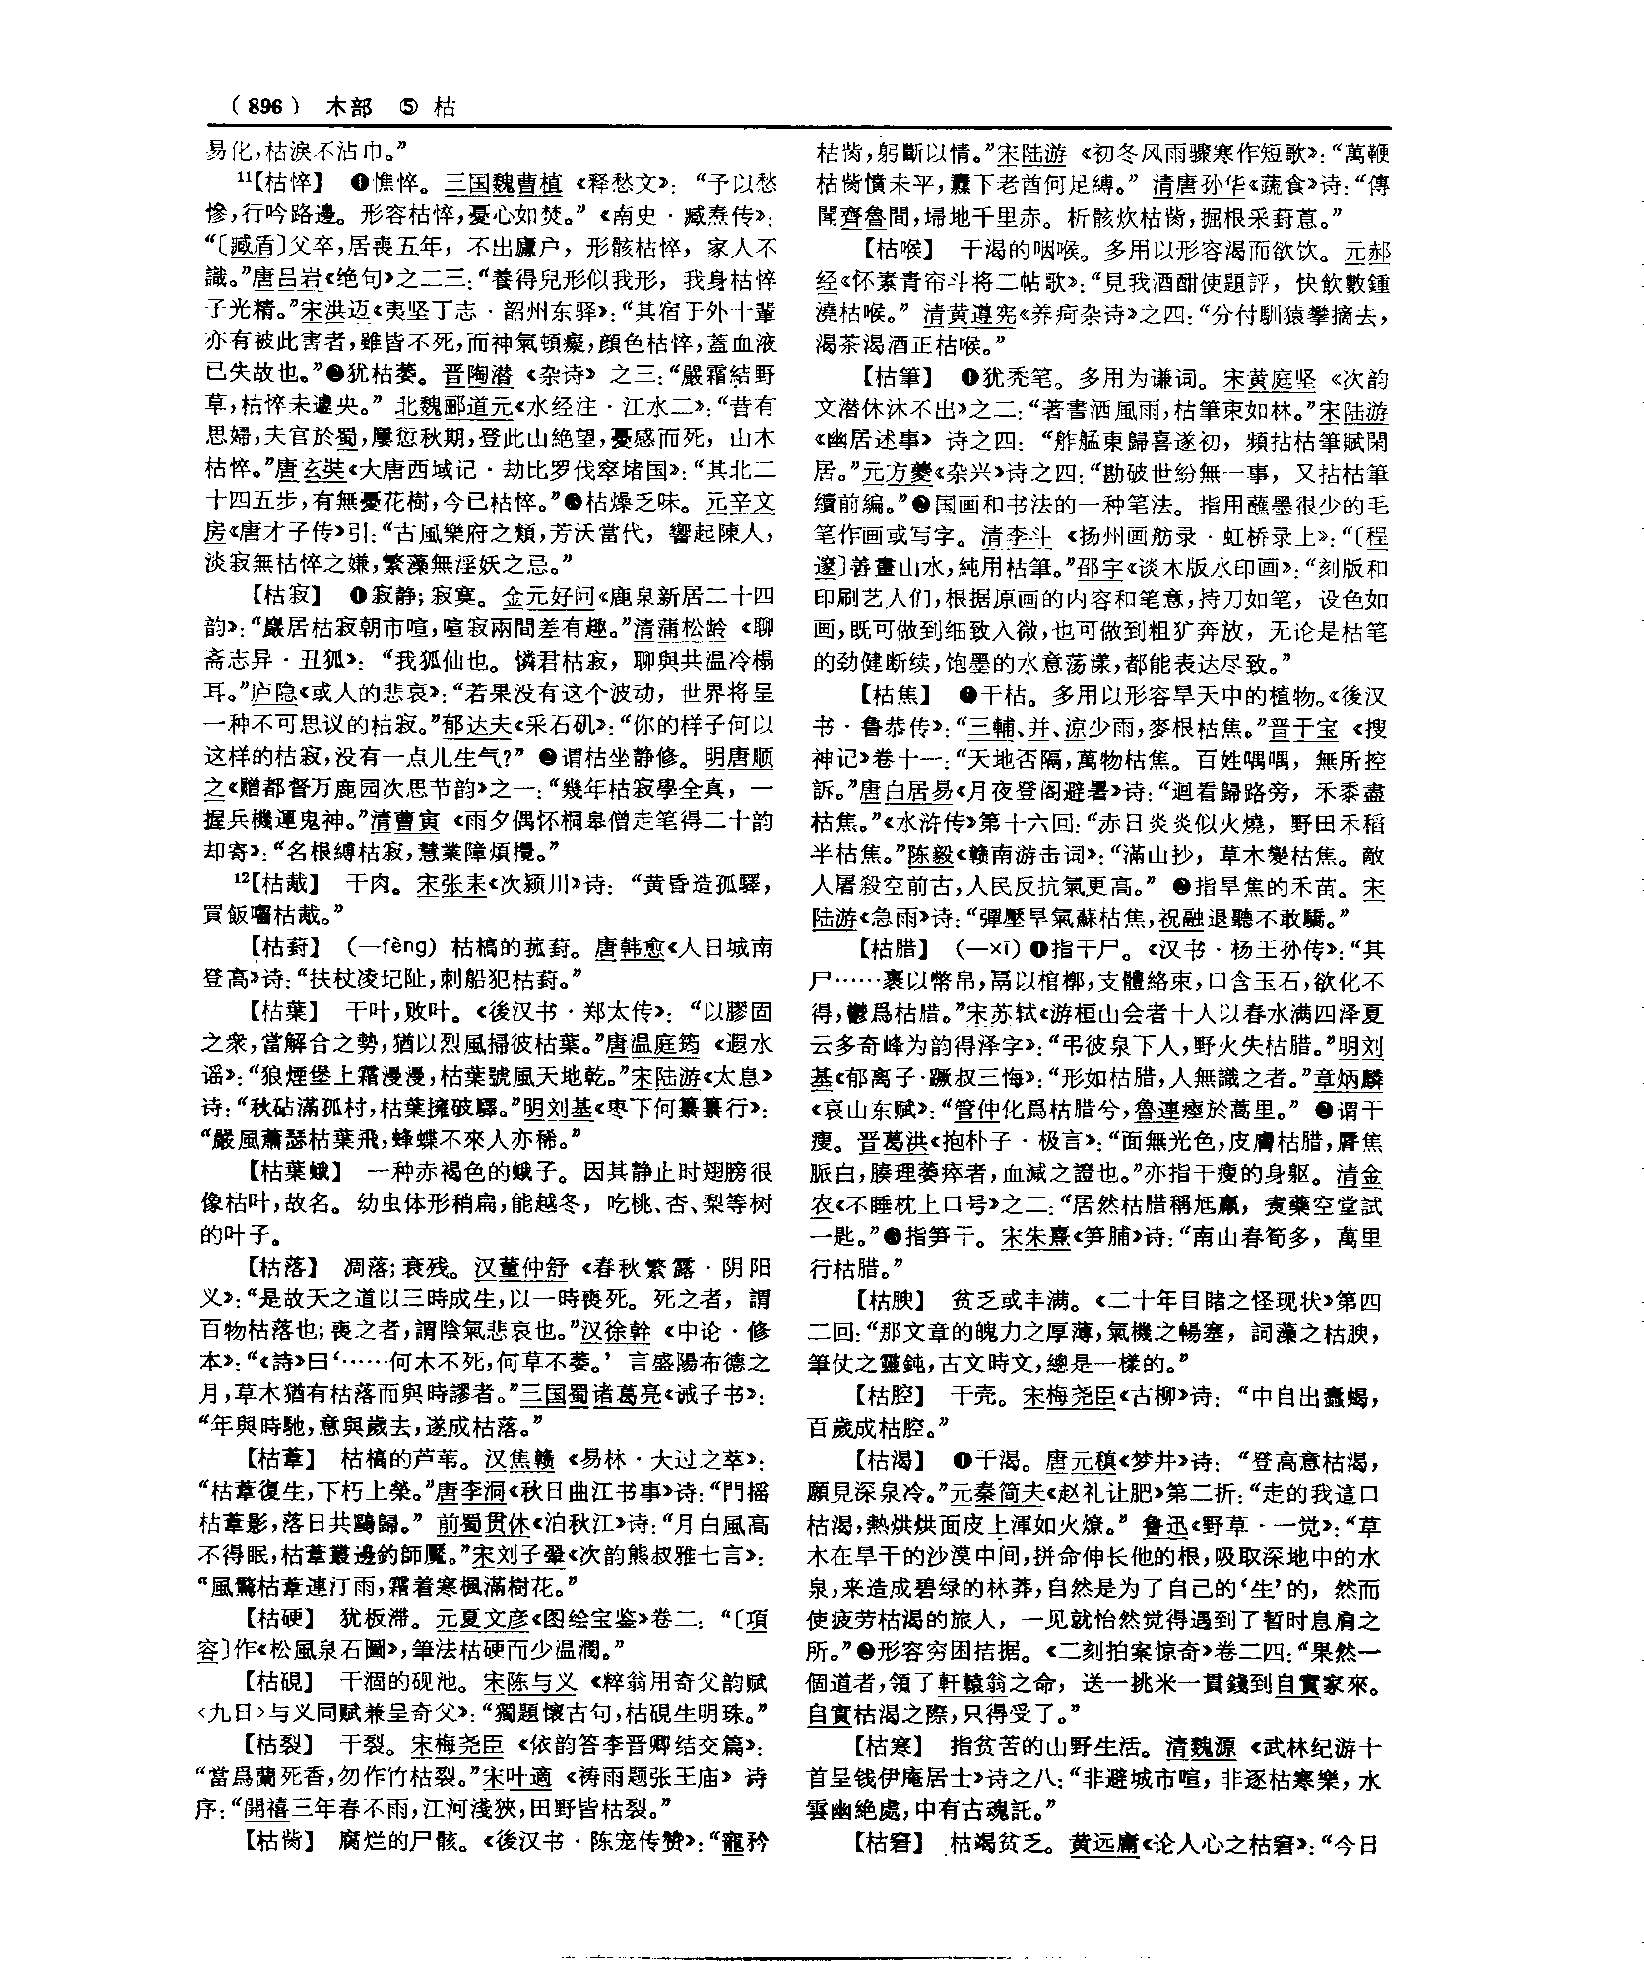 （896） 木部 ⑤ 枯
易化，枯淚不沾巾。”
11【枯悴】 ❶憔悴。三国魏曹植《释愁文》：“予以愁
慘，行吟路邊。形容枯悴，憂心如焚。”《南史·臧焘传》：
“〔臧盾〕父卒，居喪五年，不出廬户，形骸枯悴，家人不
識。”唐吕岩《绝句》之二三：“養得兒形似我形，我身枯悴
子光精。”宋洪迈《夷坚丁志·韶州东驿》：“其宿于外十輩
亦有被此害者，雖皆不死，而神氣頓癡，顔色枯悴，蓋血液
已失故也。”❷犹枯萎。晋陶潜《杂诗》之三：“嚴霜結野
草，枯悴未遽央。”北魏郦道元《水经注·江水二》：“昔有
思婦，夫官於蜀，屢愆秋期，登此山絶望，憂感而死，山木
枯悴。”唐玄奘《大唐西域记·劫比罗伐窣堵国》：“其北二
十四五步，有無憂花樹，今已枯悴。”❸枯燥乏味。元辛文
房《唐才子传》引：“古風樂府之類，芳沃當代，響起陳人，
淡寂無枯悴之嫌，繁藻無淫妖之忌。”
【枯寂】 ❶寂静；寂寞。金元好问《鹿泉新居二十四
韵》：“巖居枯寂朝市喧，喧寂兩間差有趣。”清蒲松龄《聊
斋志异·丑狐》：“我狐仙也。憐君枯寂，聊與共温冷榻
耳。”庐隐《或人的悲哀》：“若果没有这个波动，世界将呈
一种不可思议的枯寂。”郁达夫《采石矶》：“你的样子何以
这样的枯寂，没有一点儿生气？”❷谓枯坐静修。明唐顺
之《赠都督万鹿园次思节韵》之一：“幾年枯寂學全真，一
握兵機運鬼神。”清曹寅《雨夕偶怀桐皋僧走笔得二十韵
却寄》：“名根縛枯寂，慧業障煩攪。”
12【枯胾】 干肉。宋张耒《次颍川》诗：“黄昏造孤驛，
買飯囓枯胾。”
【枯葑】 （—fèng）枯槁的菰葑。唐韩愈《人日城南
登高》诗：“扶杖凌圮阯，刺船犯枯葑。”
【枯葉】 干叶，败叶。《後汉书·郑太传》：“以膠固
之衆，當解合之勢，猶以烈風掃彼枯葉。”唐温庭筠《遐水
谣》：“狼煙堡上霜漫漫，枯葉號風天地乾。”宋陆游《太息》
诗：“秋砧滿孤村，枯葉擁破驛。”明刘基《枣下何纂纂行》：
“嚴風蕭瑟枯葉飛，蜂蝶不來人亦稀。”
【枯葉蛾】 一种赤褐色的蛾子。因其静止时翅膀很
像枯叶，故名。幼虫体形稍扁，能越冬，吃桃、杏、梨等树
的叶子。
【枯落】 凋落；衰残。汉董仲舒《春秋繁露·阴阳
义》：“是故天之道以三時成生，以一時喪死。死之者，謂
百物枯落也；喪之者，謂陰氣悲哀也。”汉徐幹《中论·修
本》：“《詩》曰‘……何木不死，何草不萎。’言盛陽布德之
月，草木猶有枯落而與時謬者。”三国蜀诸葛亮《诫子书》：
“年與時馳，意與歲去，遂成枯落。”
【枯葦】 枯槁的芦苇。汉焦赣《易林·大过之萃》：
“枯葦復生，下朽上榮。”唐李洞《秋日曲江书事》诗：“門摇
枯葦影，落日共鷗歸。”前蜀贯休《泊秋江》诗：“月白風高
不得眠，枯葦叢邊釣師魘。”宋刘子翚《次韵熊叔雅七言》：
“風驚枯葦連汀雨，霜着寒楓滿樹花。”
【枯硬】 犹板滞。元夏文彦《图绘宝鉴》卷二：“〔項
容〕作《松風泉石圖》，筆法枯硬而少温潤。”
【枯硯】 干涸的砚池。宋陈与义《粹翁用奇父韵赋
〈九日〉与义同赋兼呈奇父》：“獨題懷古句，枯硯生明珠。”
【枯裂】 干裂。宋梅尧臣《依韵答李晋卿结交篇》：
“當爲蘭死香，勿作竹枯裂。”宋叶適《祷雨题张王庙》诗
序：“開禧三年春不雨，江河淺狹，田野皆枯裂。”
【枯胔】 腐烂的尸骸。《後汉书·陈宠传赞》：“寵矜
枯胔，躬斷以情。”宋陆游《初冬风雨骤寒作短歌》：“萬鞭
枯胔憤未平，纛下老酋何足縛。”清唐孙华《蔬食》诗：“傳
聞齊魯間，埽地千里赤。析骸炊枯胔，掘根采葑葍。”
【枯喉】 干渴的咽喉。多用以形容渴而欲饮。元郝
经《怀素青帘斗将二帖歌》：“見我酒酣使題評，快飲數鍾
澆枯喉。”清黄遵宪《养疴杂诗》之四：“分付馴猿攀摘去，
渴茶渴酒正枯喉。”
【枯筆】 ❶犹秃笔。多用为谦词。宋黄庭坚《次韵
文潜休沐不出》之二：“著書洒風雨，枯筆束如林。”宋陆游
《幽居述事》诗之四：“舴艋東歸喜遂初，頻拈枯筆賦閑
居。”元方夔《杂兴》诗之四：“勘破世紛無一事，又拈枯筆
續前編。”❷国画和书法的一种笔法。指用蘸墨很少的毛
笔作画或写字。清李斗《扬州画舫录·虹桥录上》：“〔程
邃〕善畫山水，純用枯筆。”邵宇《谈木版水印画》：“刻版和
印刷艺人们，根据原画的内容和笔意，持刀如笔，设色如
画，既可做到细致入微，也可做到粗犷奔放，无论是枯笔
的劲健断续，饱墨的水意荡漾，都能表达尽致。”
【枯焦】 ❶干枯。多用以形容旱天中的植物。《後汉
书·鲁恭传》：“三輔、并、涼少雨，麥根枯焦。”晋干宝《搜
神记》卷十一：“天地否隔，萬物枯焦。百姓喁喁，無所控
訴。”唐白居易《月夜登阁避暑》诗：“迴看歸路旁，禾黍盡
枯焦。”《水浒传》第十六回：“赤日炎炎似火燒，野田禾稻
半枯焦。”陈毅《赣南游击词》：“滿山抄，草木變枯焦。敵
人屠殺空前古，人民反抗氣更高。”❷指旱焦的禾苗。宋
陆游《急雨》诗：“彈壓旱氣蘇枯焦，祝融退聽不敢驕。”
【枯腊】 （—xī）❶指干尸。《汉书·杨王孙传》：“其
尸……裹以幣帛，鬲以棺槨，支體絡束，口含玉石，欲化不
得，鬱爲枯腊。”宋苏轼《游桓山会者十人以春水满四泽夏
云多奇峰为韵得泽字》：“弔彼泉下人，野火失枯腊。”明刘
基《郁离子·蹶叔三悔》：“形如枯腊，人無識之者。”章炳麟
《哀山东赋》：“管仲化爲枯腊兮，魯連瘞於蒿里。”❷谓干
瘦。晋葛洪《抱朴子·极言》：“面無光色，皮膚枯腊，脣焦
脈白，腠理萎瘁者，血減之證也。”亦指干瘦的身躯。清金
农《不睡枕上口号》之二：“居然枯腊稱尪羸，煑藥空堂試
一匙。”❸指笋干。宋朱熹《笋脯》诗：“南山春筍多，萬里
行枯腊。”
【枯腴】 贫乏或丰满。《二十年目睹之怪现状》第四
二回：“那文章的魄力之厚薄，氣機之暢塞，詞藻之枯腴，
筆仗之靈鈍，古文時文，總是一樣的。”
【枯腔】 干壳。宋梅尧臣《古柳》诗：“中自出蠹蝎，
百歲成枯腔。”
【枯渴】 ❶干渴。唐元稹《梦井》诗：“登高意枯渴，
願見深泉冷。”元秦简夫《赵礼让肥》第二折：“走的我這口
枯渴，熱烘烘面皮上渾如火燎。”鲁迅《野草·一觉》：“草
木在旱干的沙漠中间，拼命伸长他的根，吸取深地中的水
泉，来造成碧绿的林莽，自然是为了自己的‘生’的，然而
使疲劳枯渴的旅人，一见就怡然觉得遇到了暂时息肩之
所。”❷形容穷困拮据。《二刻拍案惊奇》卷二四：“果然一
個道者，領了軒轅翁之命，送一挑米一貫錢到自實家來。
自實枯渴之際，只得受了。”
【枯寒】 指贫苦的山野生活。清魏源《武林纪游十
首呈钱伊庵居士》诗之八：“非避城市喧，非逐枯寒樂，水
雲幽絶處，中有古魂託。”
【枯窘】 枯竭贫乏。黄远庸《论人心之枯窘》：“今日